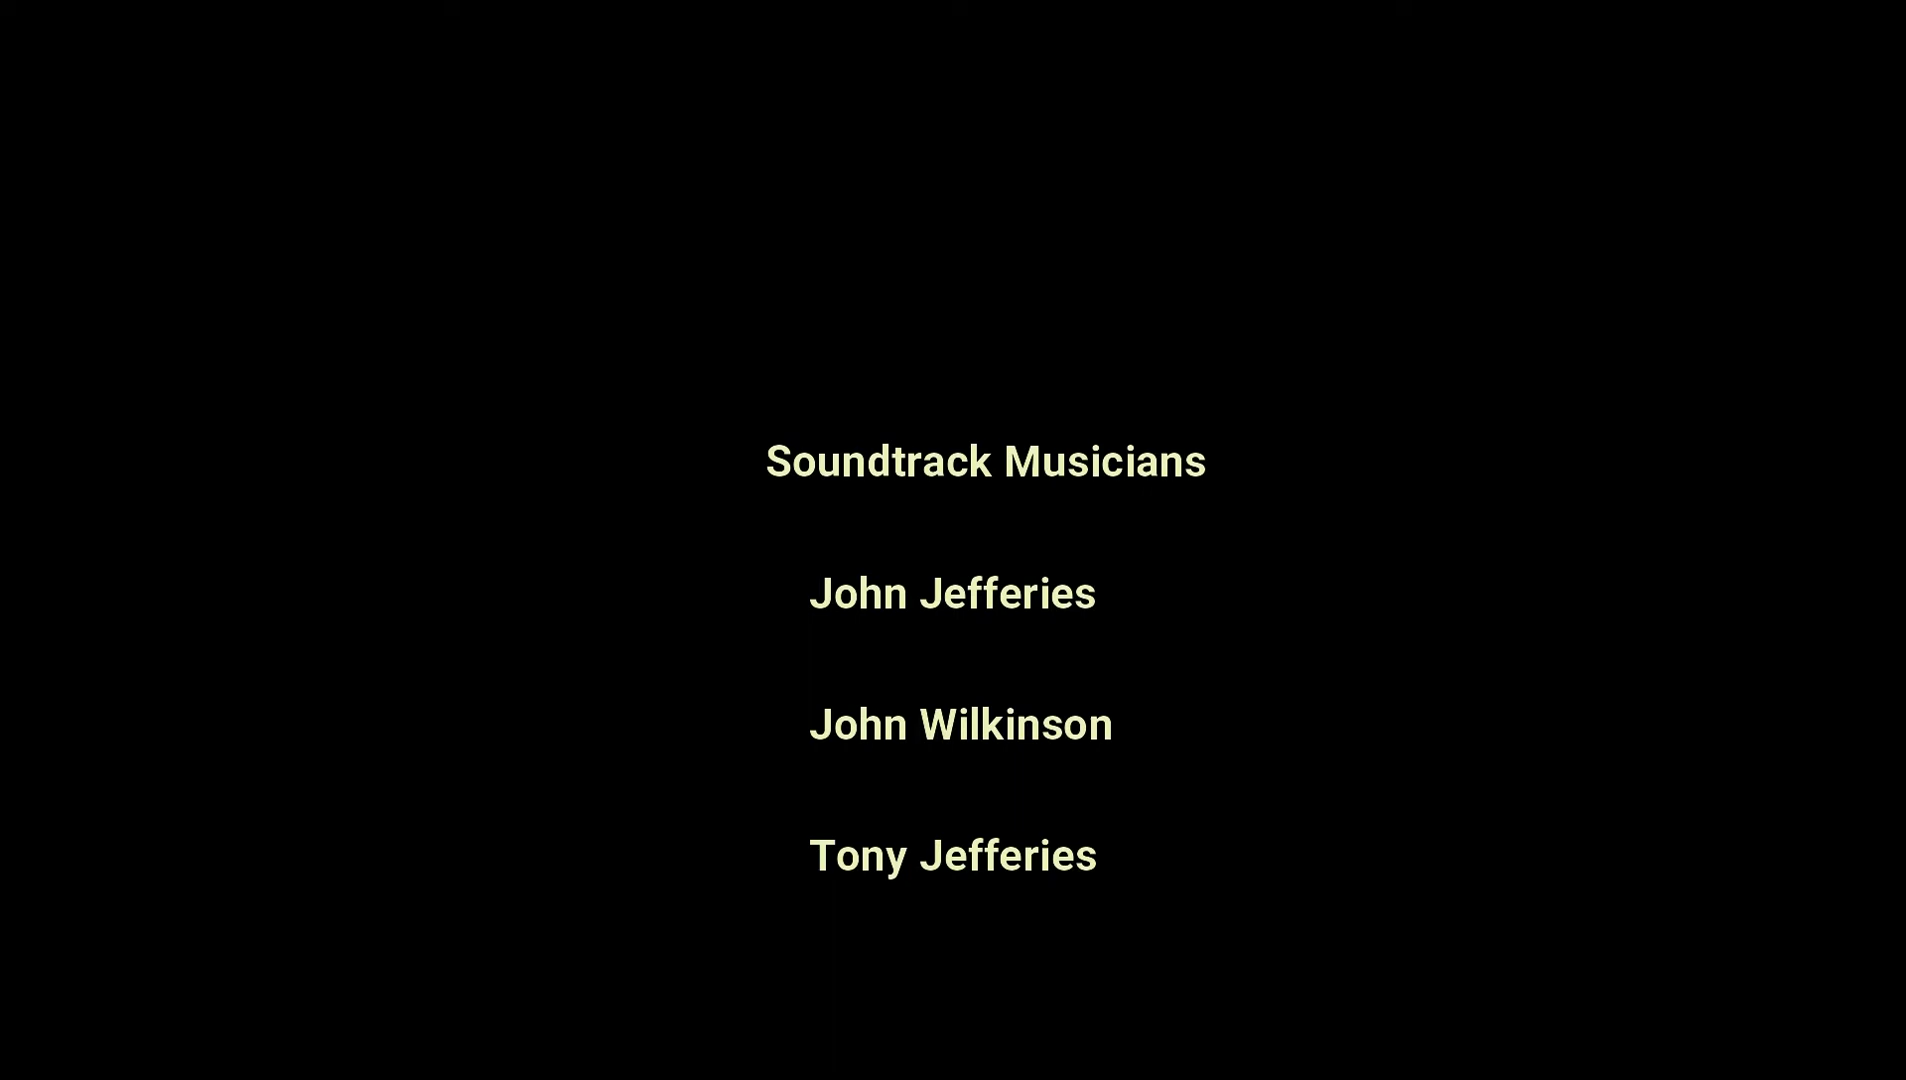 Soundtrack Musicians
John Jefferies
John Wilkinson
Tony Jefferies